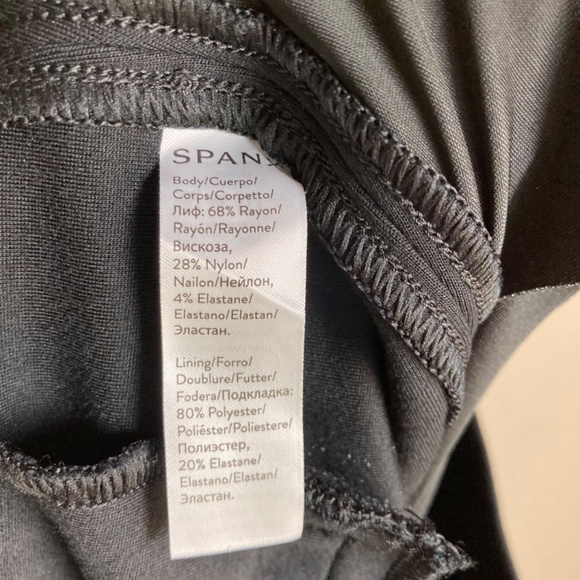 SPAN
Body/Cuerpo/
Corps/Corpetto/
Лиф: 68% Rayon/
Rayón/Rayonne/
Вискоза,
28% Nylon/
Nailon/Нейлон,
4% Elastane/
Elastano/Elastan/
Эластан.
Lining/Forro/
Doublure/Futter/
Fodera/Подкладка:
80% Polyester/
Poliéster/Poliestere/
Полиэстер,
20% Elastane/
Elastano/Elastan/
Эластан.